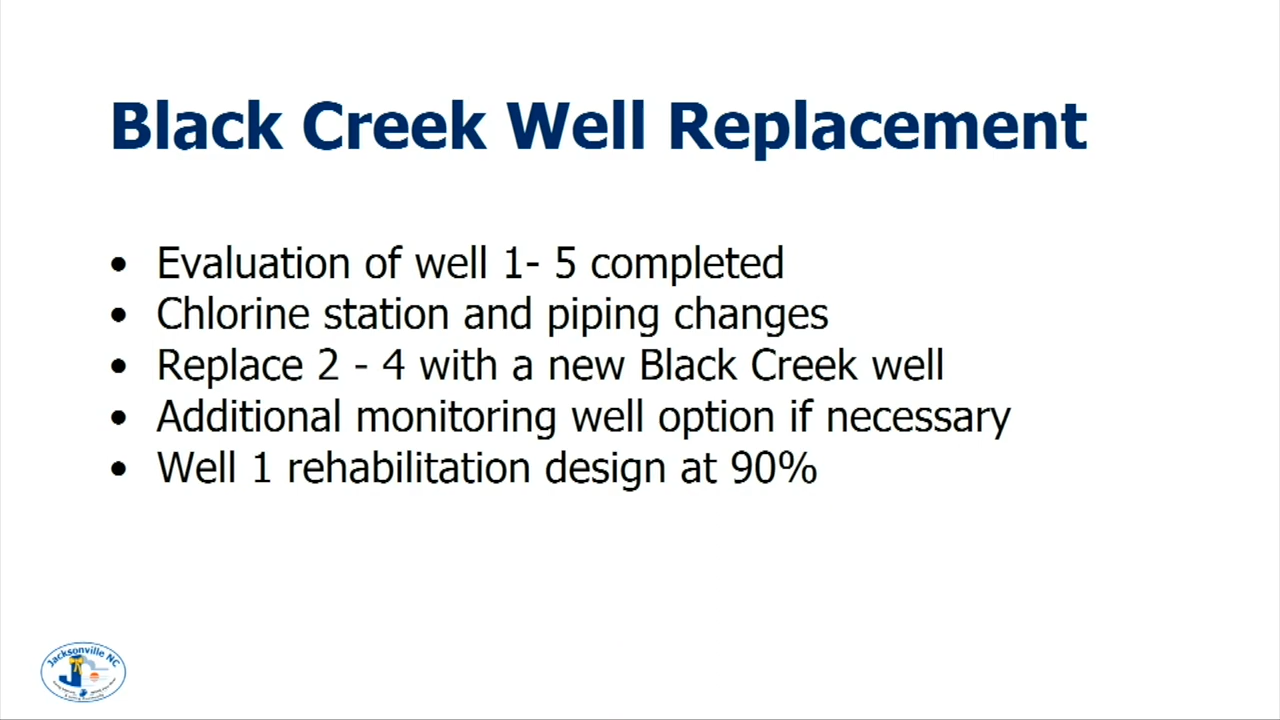 Black Creek Well Replacement
• Evaluation of well 1- 5 completed
• Chlorine station and piping changes
• Replace 2 - 4 with a new Black Creek well
• Additional monitoring well option if necessary
• Well 1 rehabilitation design at 90%
Jacksonville NC